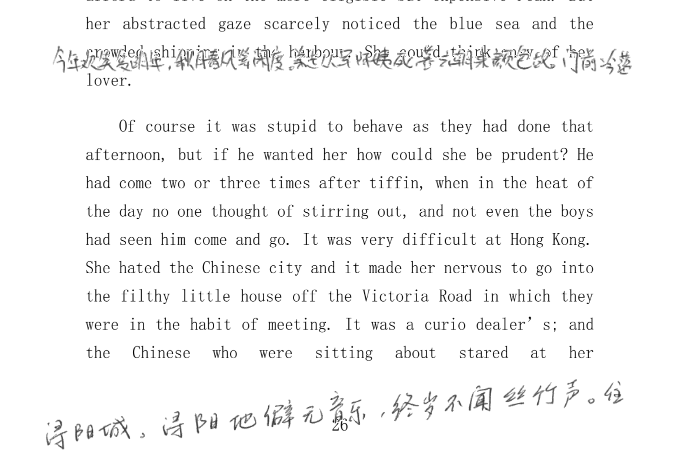 her abstracted gaze scarcely noticed the blue sea and the
crowded shipping in the harbour. She could think only of her
今年欢笑复明年,秋月春风等闲度。弟走从军阿姨死,暮去朝来颜色故。门前冷落
lover.
Of course it was stupid to behave as they had done that
afternoon, but if he wanted her how could she be prudent? He
had come two or three times after tiffin, when in the heat of
the day no one thought of stirring out, and not even the boys
had seen him come and go. It was very difficult at Hong Kong.
She hated the Chinese city and it made her nervous to go into
the filthy little house off the Victoria Road in which they
were in the habit of meeting. It was a curio dealer's; and
the Chinese who were sitting about stared at her
浔阳城。浔阳地僻无音乐,终岁不闻丝竹声。住
26